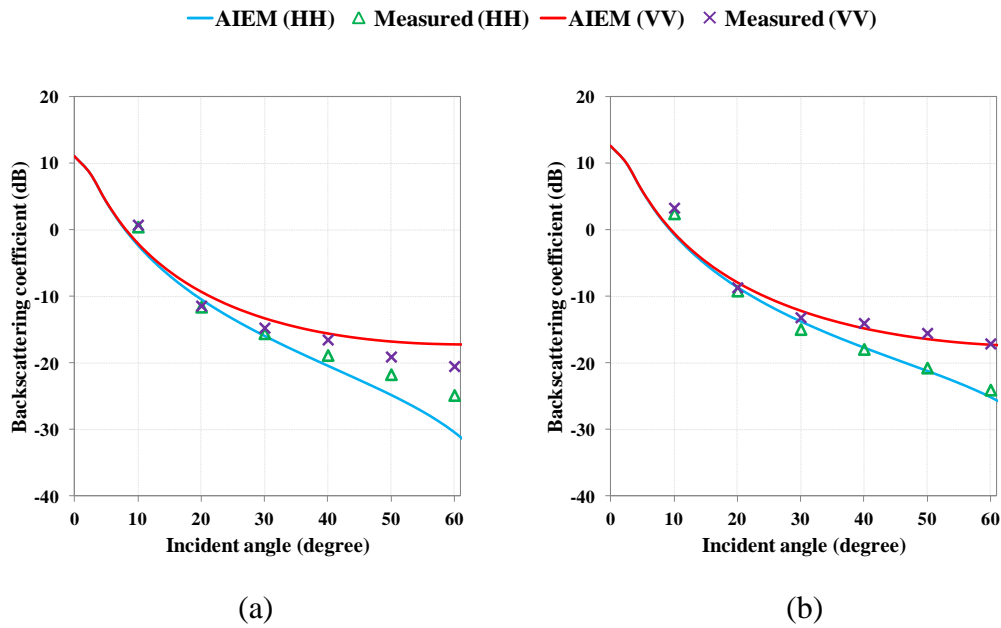 AIEM (HH) Measured (HH) AIEM (VV) Measured (VV)
20
10
0
-10
-20
-30
-40
Backscattering coefficient (dB)
0 10 20 30 40 50 60
Incident angle (degree)
(a)
20
10
0
-10
-20
-30
-40
Backscattering coefficient (dB)
0 10 20 30 40 50 60
Incident angle (degree)
(b)